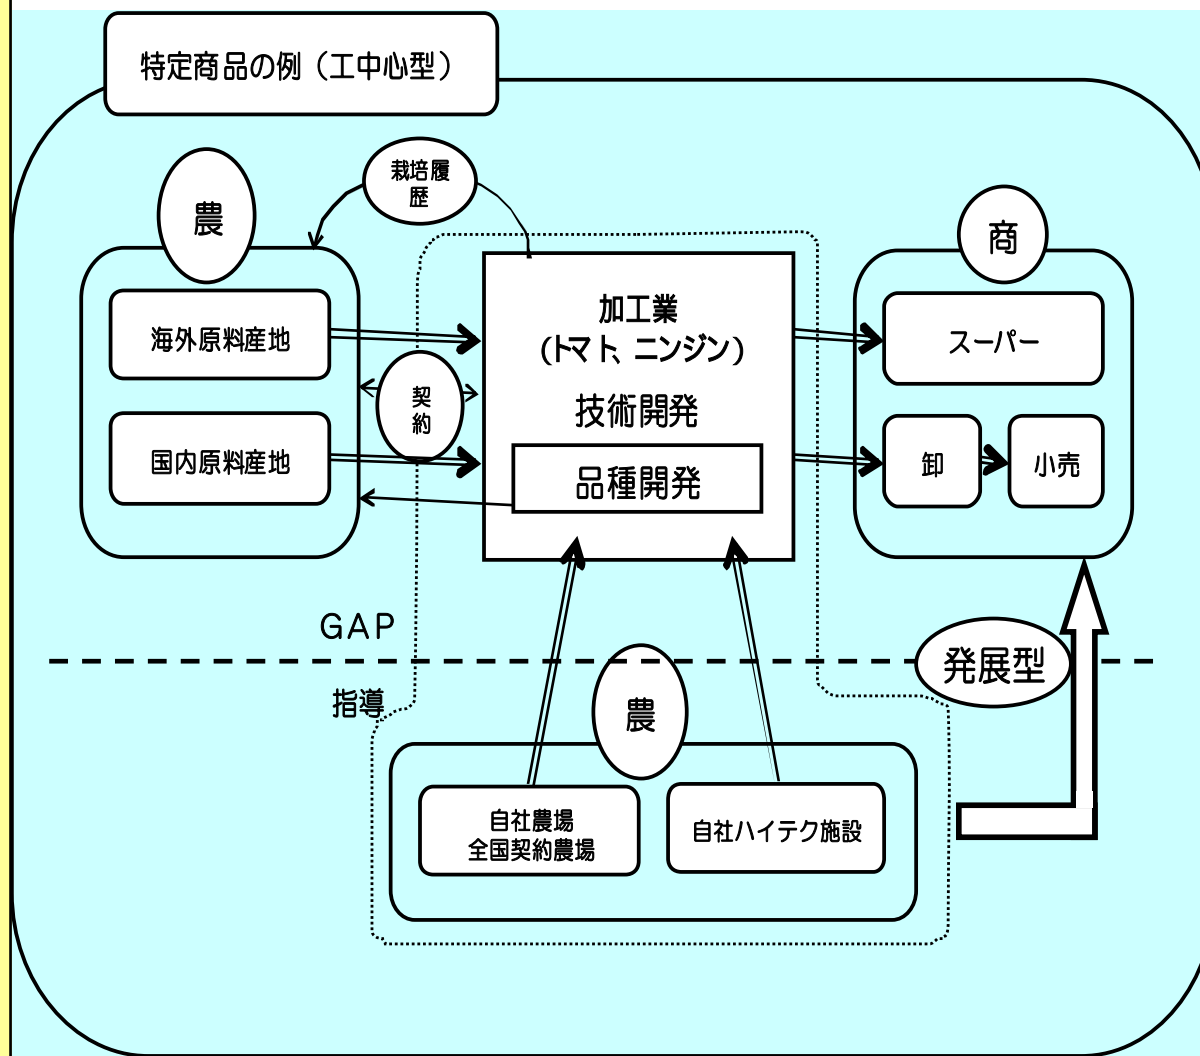 特定商品の例（工中心型）
農
栽培履
歴
商
海外原料産地
国内原料産地
契
約
加工業
(トマト、ニンジン)
技術開発
品種開発
スーパー
卸
小売
GAP
指導
発展型
農
自社農場
全国契約農場
自社ハイテク施設